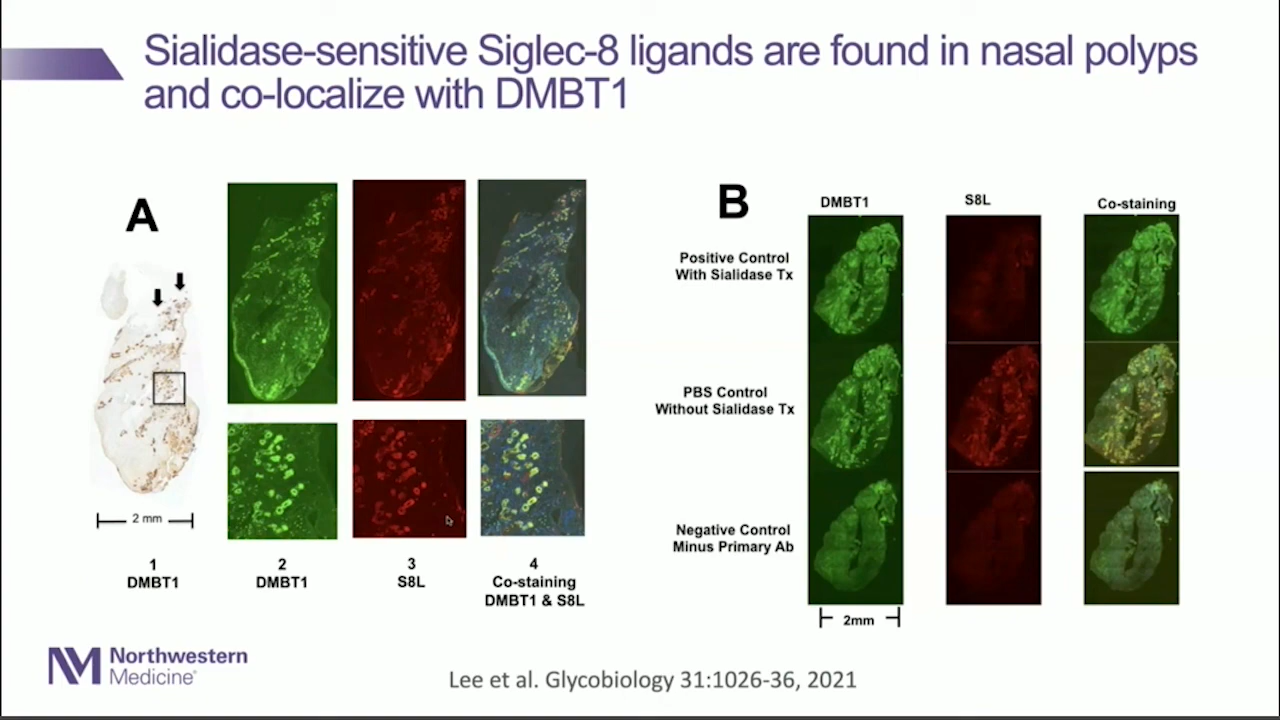 Sialidase-sensitive Siglec-8 ligands are found in nasal polyps
and co-localize with DMBT1
A
2 mm
1
DMBT1
2
DMBT1
3
S8L
4
Co-staining
DMBT1 & S8L
B
DMBT1
S8L
Co-staining
Positive Control
With Sialidase Tx
PBS Control
Without Sialidase Tx
Negative Control
Minus Primary Ab
2mm
Northwestern
Medicine®
Lee et al. Glycobiology 31:1026-36, 2021